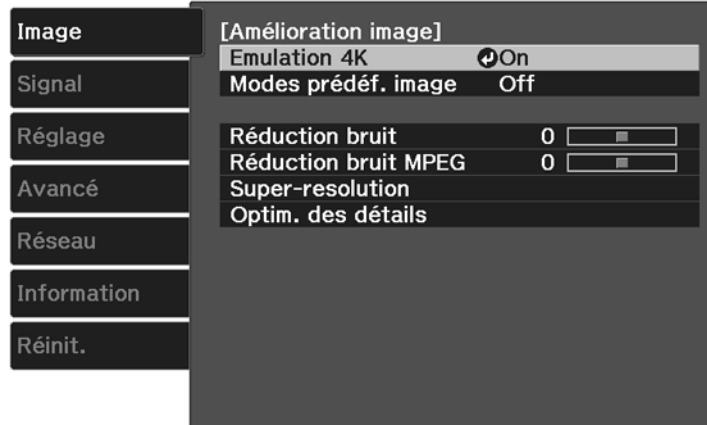 Image
Signal
Réglage
Avancé
Réseau
Information
Réinit.
[Amélioration image]
Emulation 4K On
Modes prédéf. image Off
Réduction bruit 0
Réduction bruit MPEG 0
Super-resolution
Optim. des détails